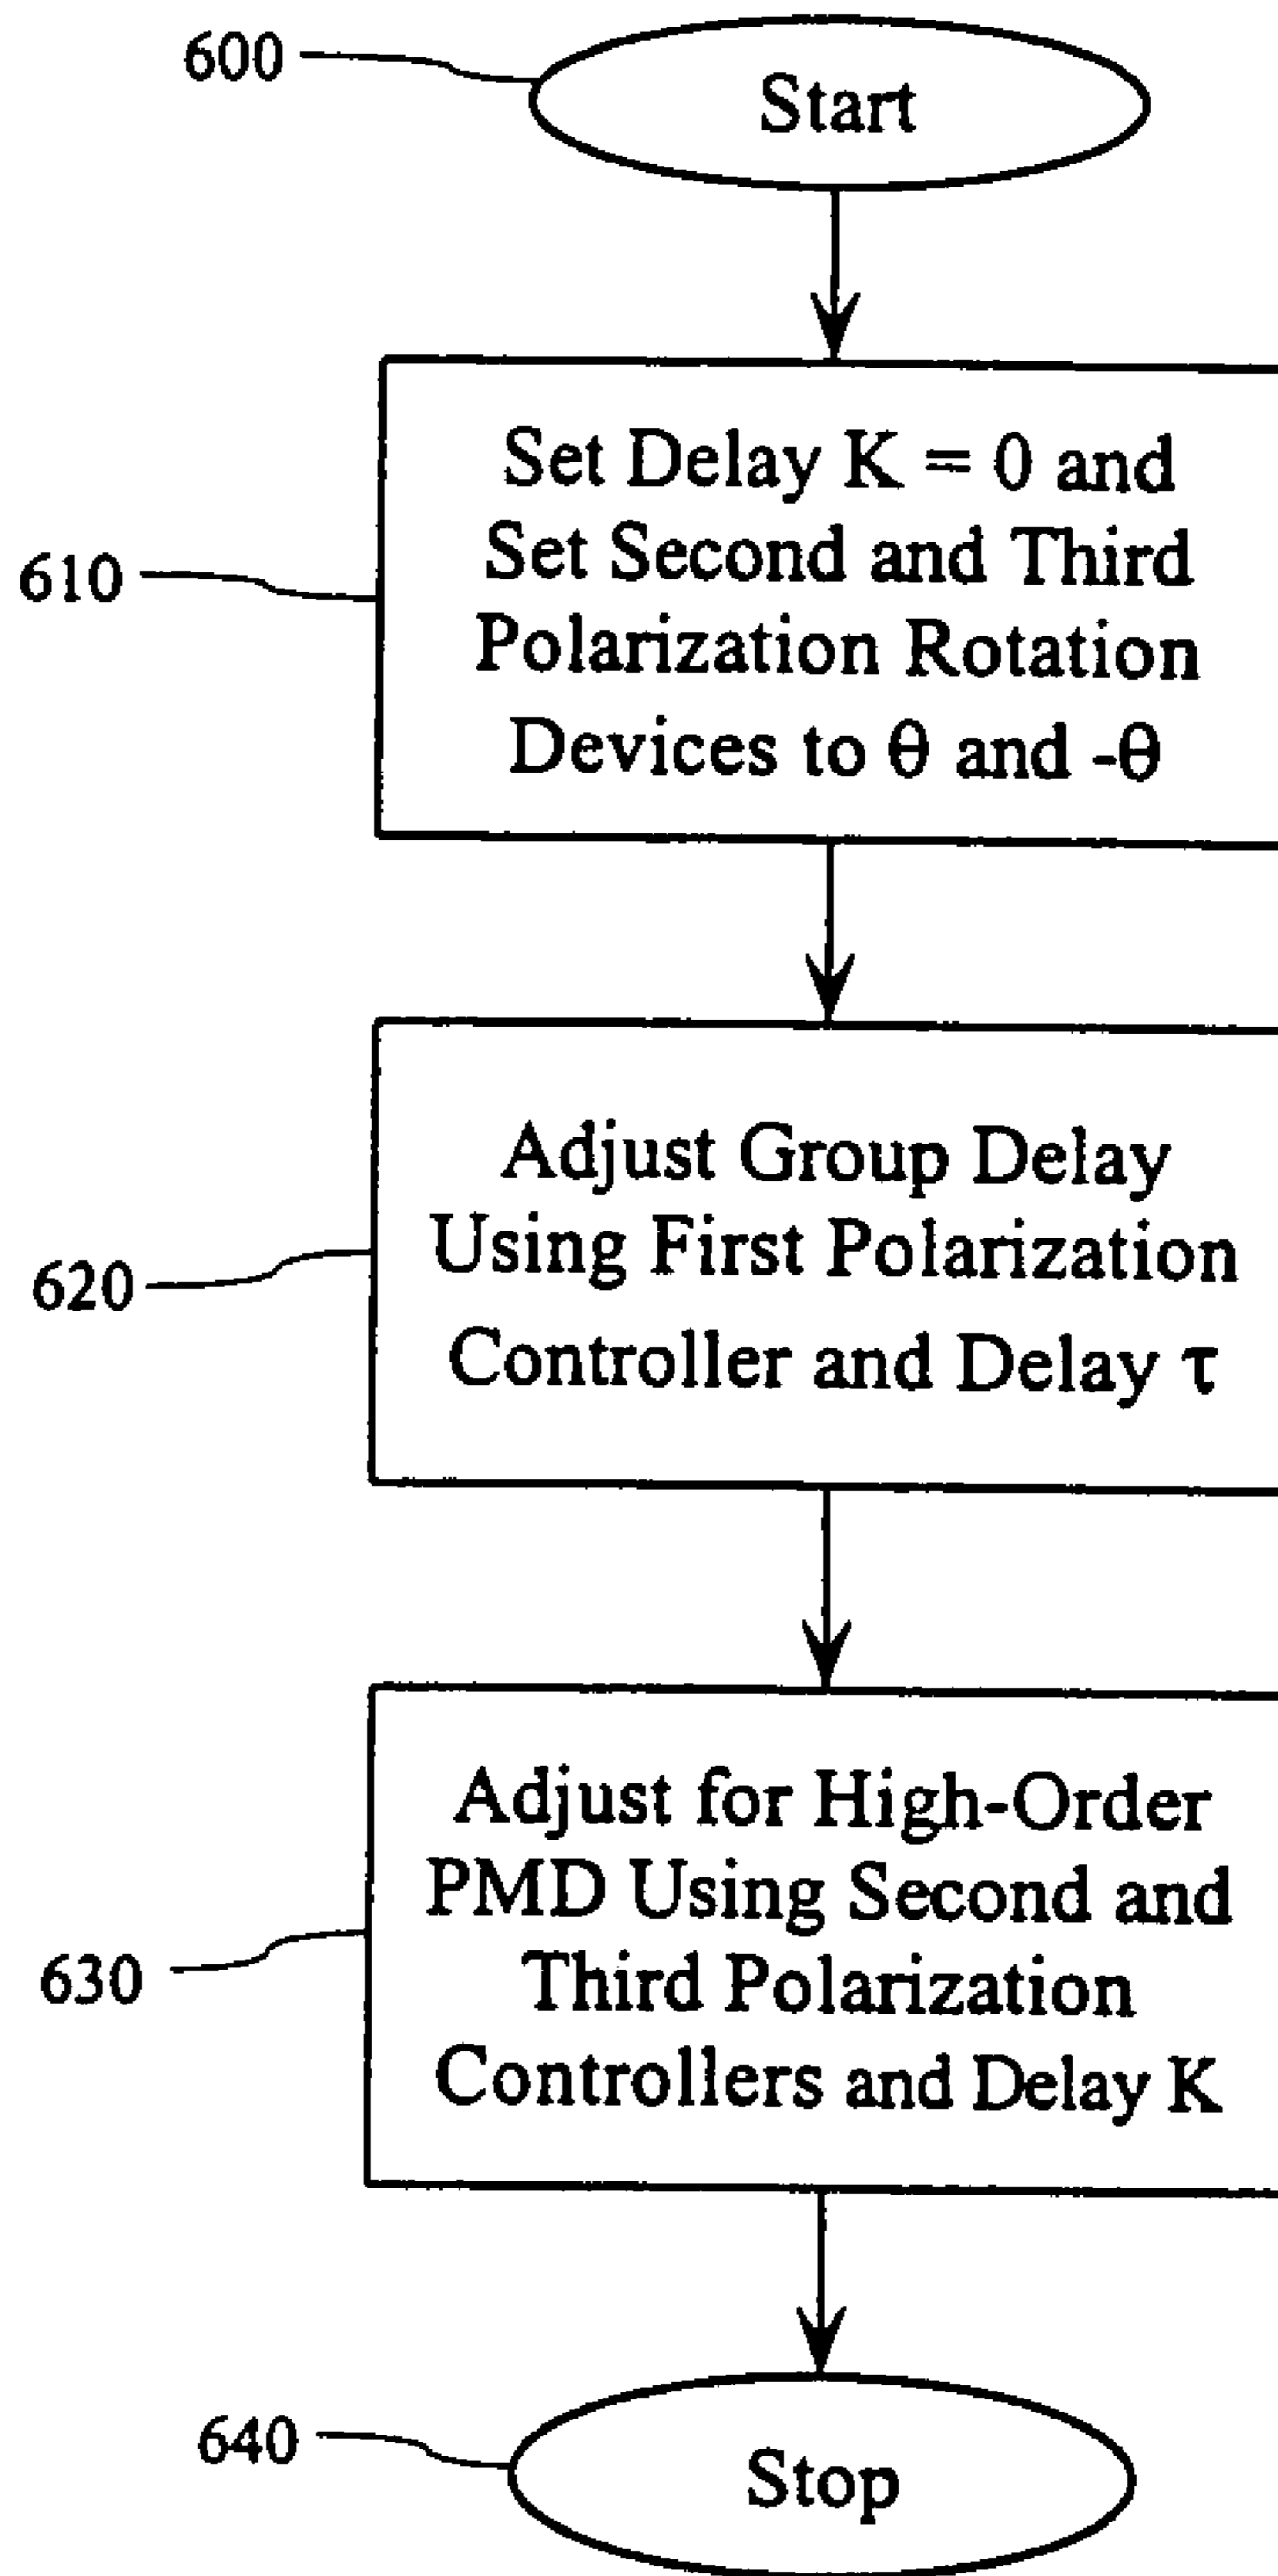 600
Start
610
Set Delay K = 0 and
Set Second and Third
Polarization Rotation
Devices to θ and -θ
620
Adjust Group Delay
Using First Polarization
Controller and Delay τ
630
Adjust for High-Order
PMD Using Second and
Third Polarization
Controllers and Delay K
640
Stop